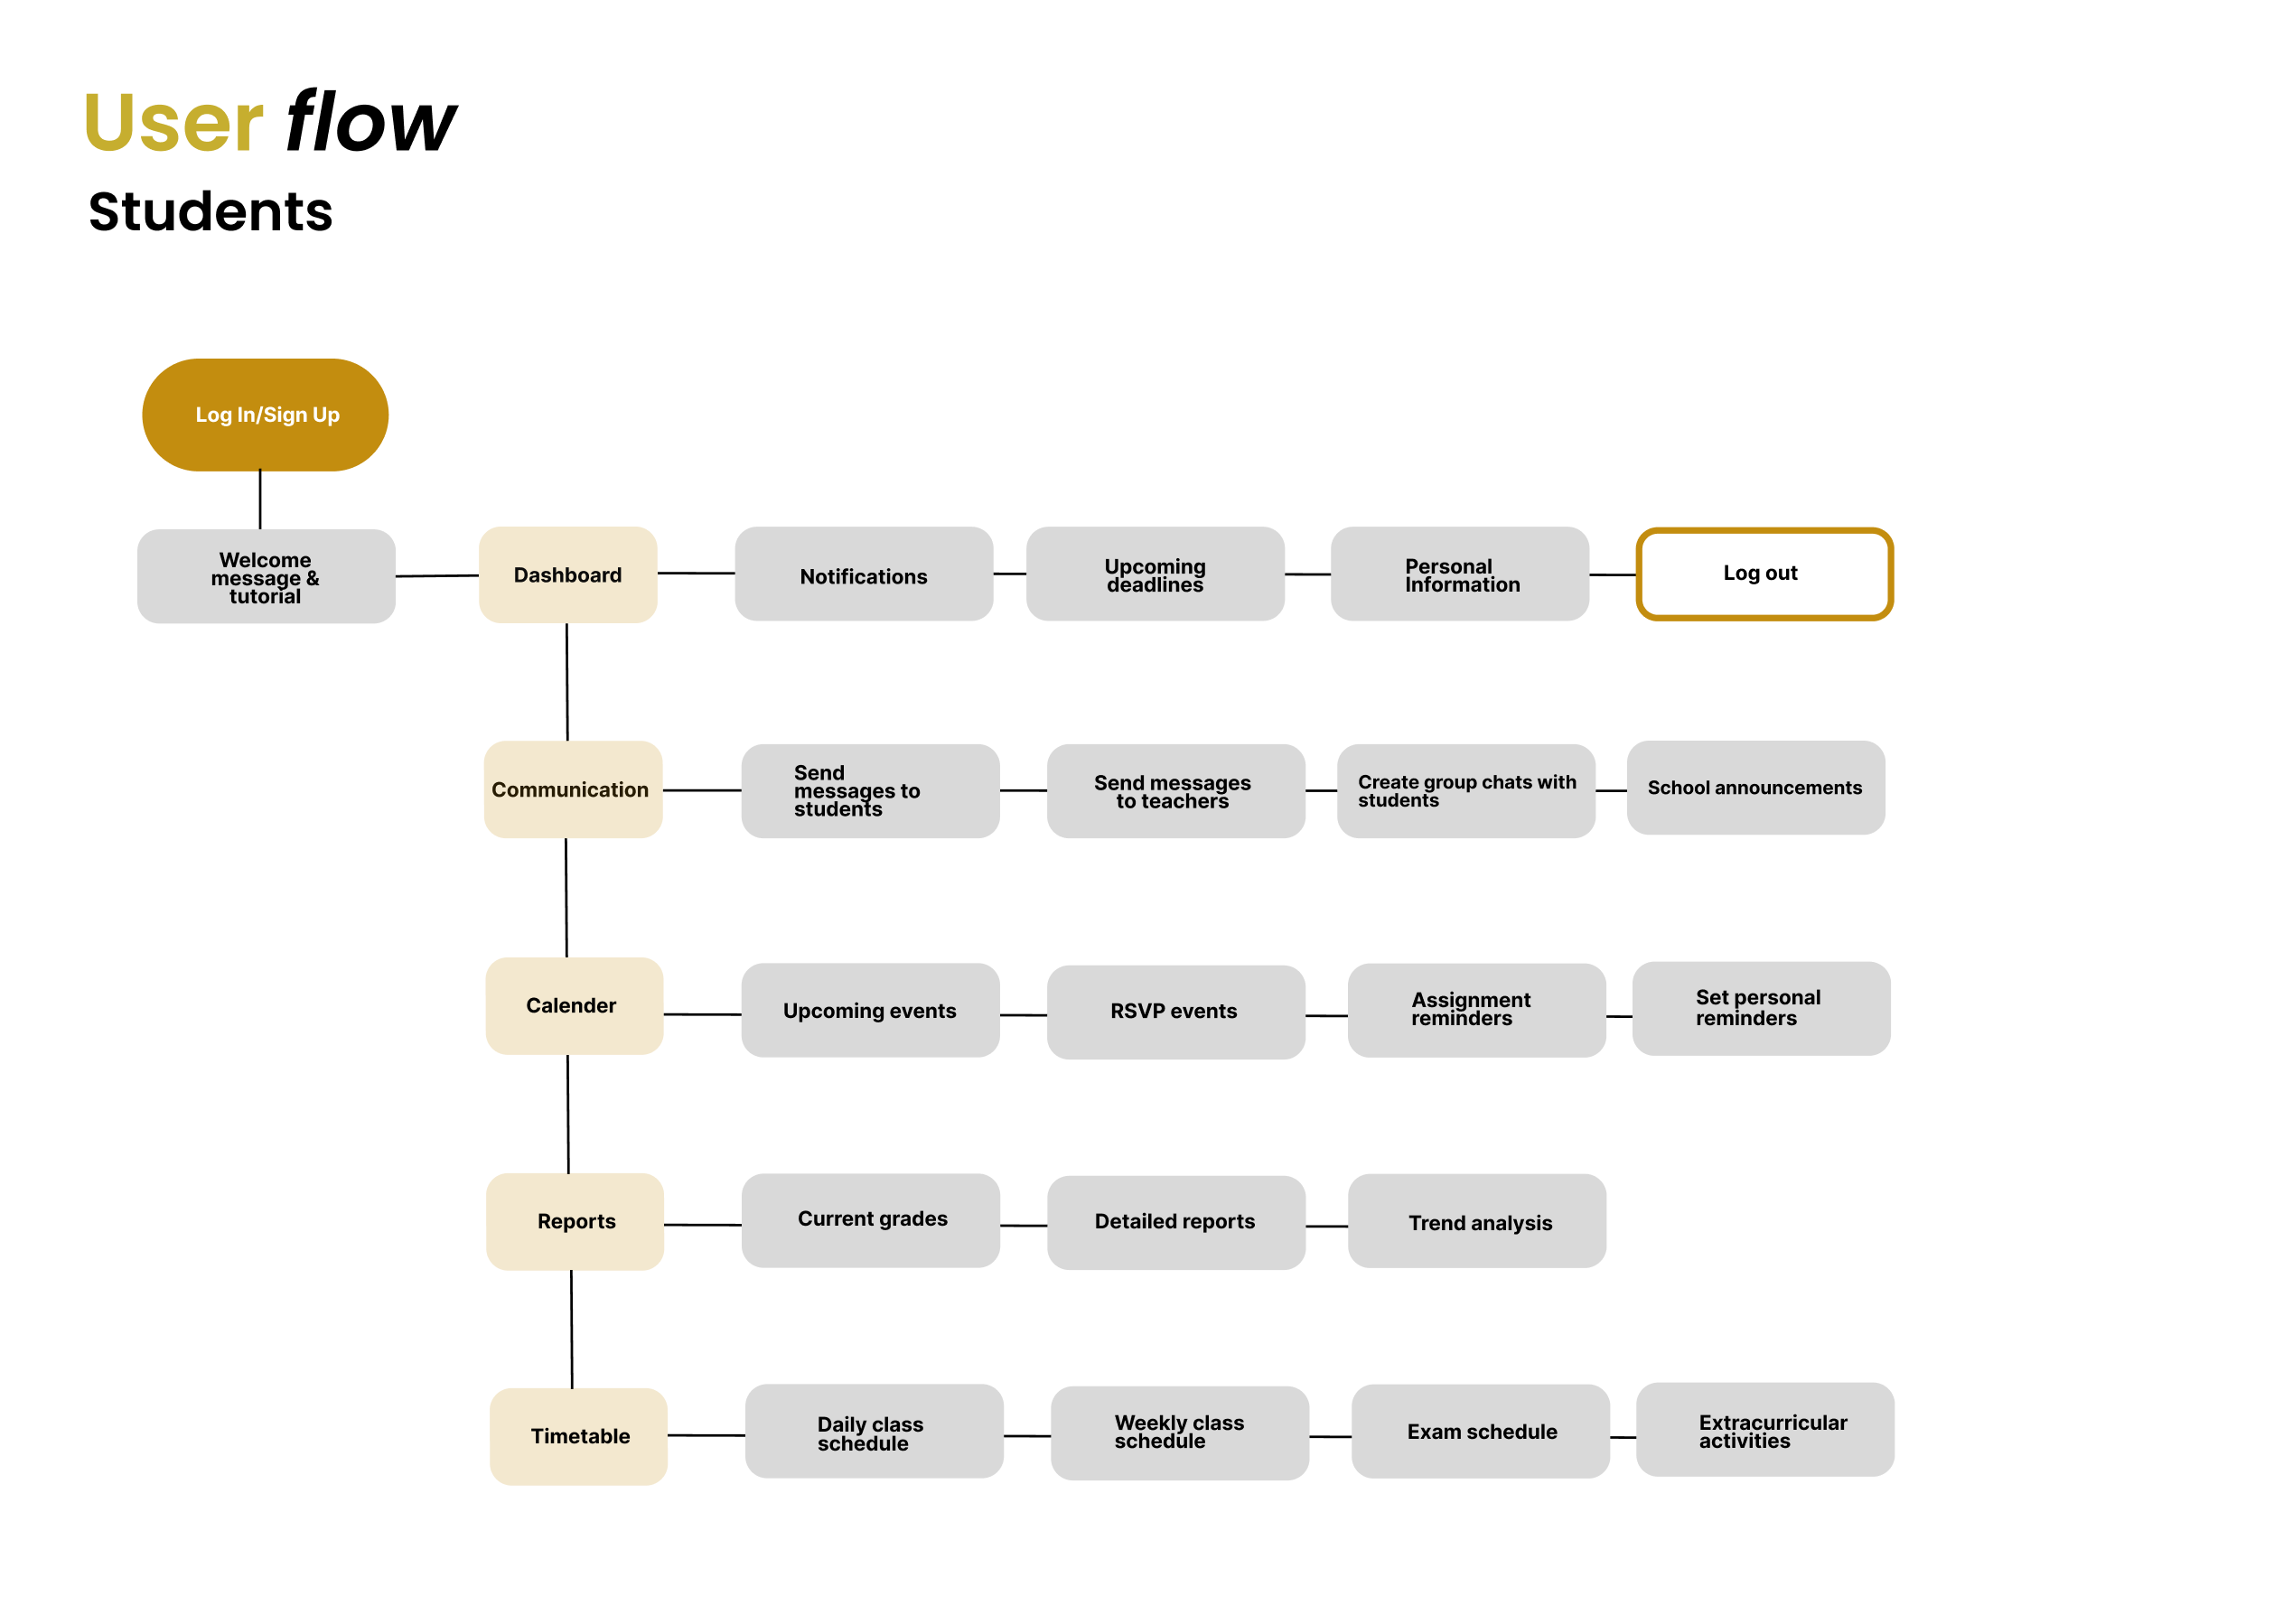 User flow
Students
Log In/Sign Up
Welcome
message &
tutorial
Dashboard
Notifications
Upcoming
deadlines
Personal
Information
Log out
Communication
Send
messages to
students
Send messages
to teachers
Create group chats with
students
School announcements
Calender
Upcoming events
RSVP events
Assignment
reminders
Set personal
reminders
Reports
Current grades
Detailed reports
Trend analysis
Timetable
Daily class
schedule
Weekly class
schedule
Exam schedule
Extracurricular
activities